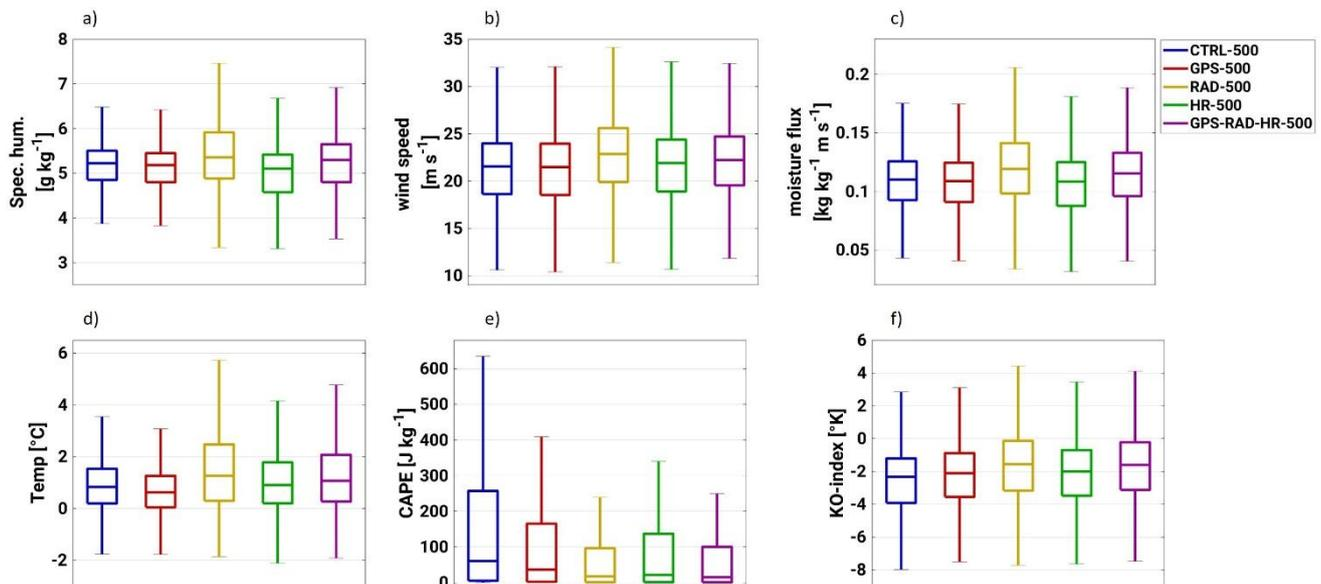 a)
b)
c)
8
7
6
5
4
3
Spec. hum.
[g kg-1]
35
30
25
20
15
10
wind speed
[m s-1]
0.2
0.15
0.1
0.05
moisture flux
[kg kg-1 m s-1]
CTRL-500
GPS-500
RAD-500
HR-500
GPS-RAD-HR-500
d)
e)
f)
6
4
2
0
-2
Temp [°C]
600
500
400
300
200
100
0
CAPE [J kg-1]
6
4
2
0
-2
-4
-6
-8
KO-index [°K]